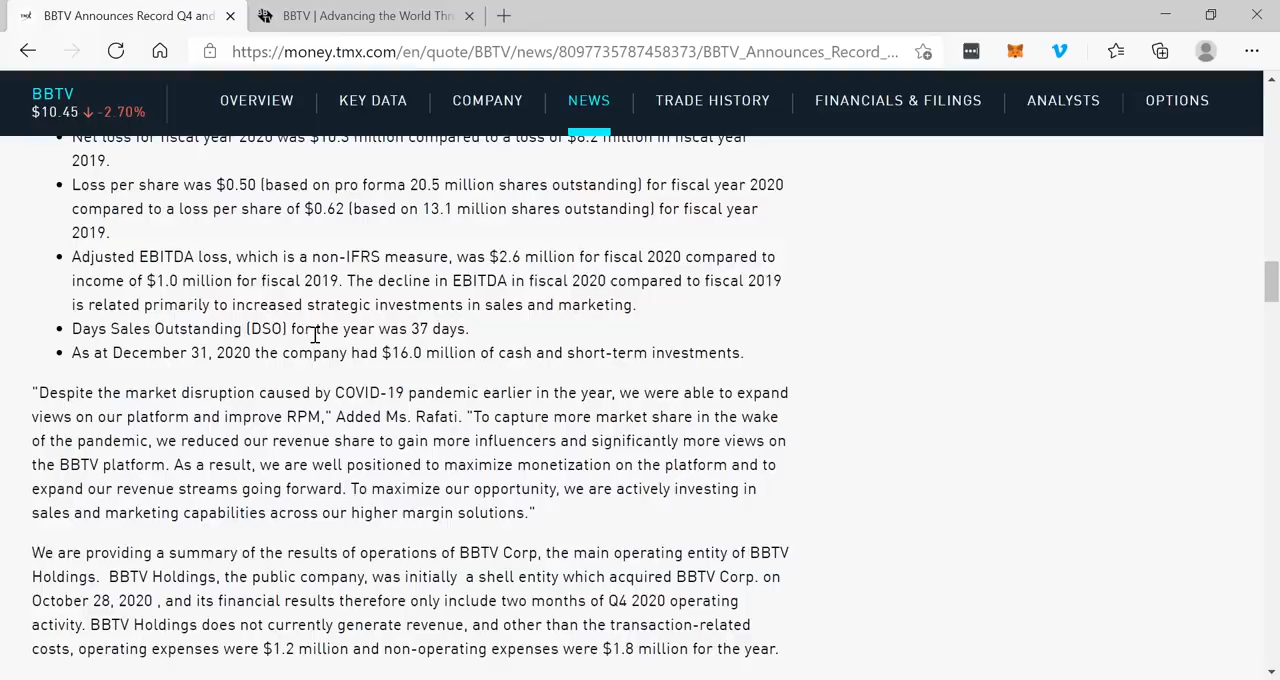 BBTV Announces Record Q4 and
BBTV | Advancing the World Thr
https://money.tmx.com/en/quote/BBTV/news/8097735787458373/BBTV_Announces_Record_...
BBTV
$10.45 -2.70%
OVERVIEW
KEY DATA
COMPANY
NEWS
TRADE HISTORY
FINANCIALS & FILINGS
ANALYSTS
OPTIONS
Net loss for fiscal year 2020 was $10.3 million compared to a loss of $8.2 million in fiscal year
2019.
Loss per share was $0.50 (based on pro forma 20.5 million shares outstanding) for fiscal year 2020
compared to a loss per share of $0.62 (based on 13.1 million shares outstanding) for fiscal year
2019.
Adjusted EBITDA loss, which is a non-IFRS measure, was $2.6 million for fiscal 2020 compared to
income of $1.0 million for fiscal 2019. The decline in EBITDA in fiscal 2020 compared to fiscal 2019
is related primarily to increased strategic investments in sales and marketing.
Days Sales Outstanding (DSO) for the year was 37 days.
As at December 31, 2020 the company had $16.0 million of cash and short-term investments.
"Despite the market disruption caused by COVID-19 pandemic earlier in the year, we were able to expand
views on our platform and improve RPM," Added Ms. Rafati. "To capture more market share in the wake
of the pandemic, we reduced our revenue share to gain more influencers and significantly more views on
the BBTV platform. As a result, we are well positioned to maximize monetization on the platform and to
expand our revenue streams going forward. To maximize our opportunity, we are actively investing in
sales and marketing capabilities across our higher margin solutions."
We are providing a summary of the results of operations of BBTV Corp, the main operating entity of BBTV
Holdings. BBTV Holdings, the public company, was initially a shell entity which acquired BBTV Corp. on
October 28, 2020 , and its financial results therefore only include two months of Q4 2020 operating
activity. BBTV Holdings does not currently generate revenue, and other than the transaction-related
costs, operating expenses were $1.2 million and non-operating expenses were $1.8 million for the year.